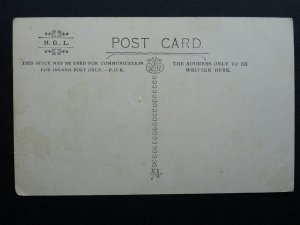 H. G. L.
POST CARD.
THIS SPACE MAY BE USED FOR COMMUNICATION
FOR INLAND POST ONLY.—P.O.R.
THE ADDRESS ONLY TO BE
WRITTEN HERE.